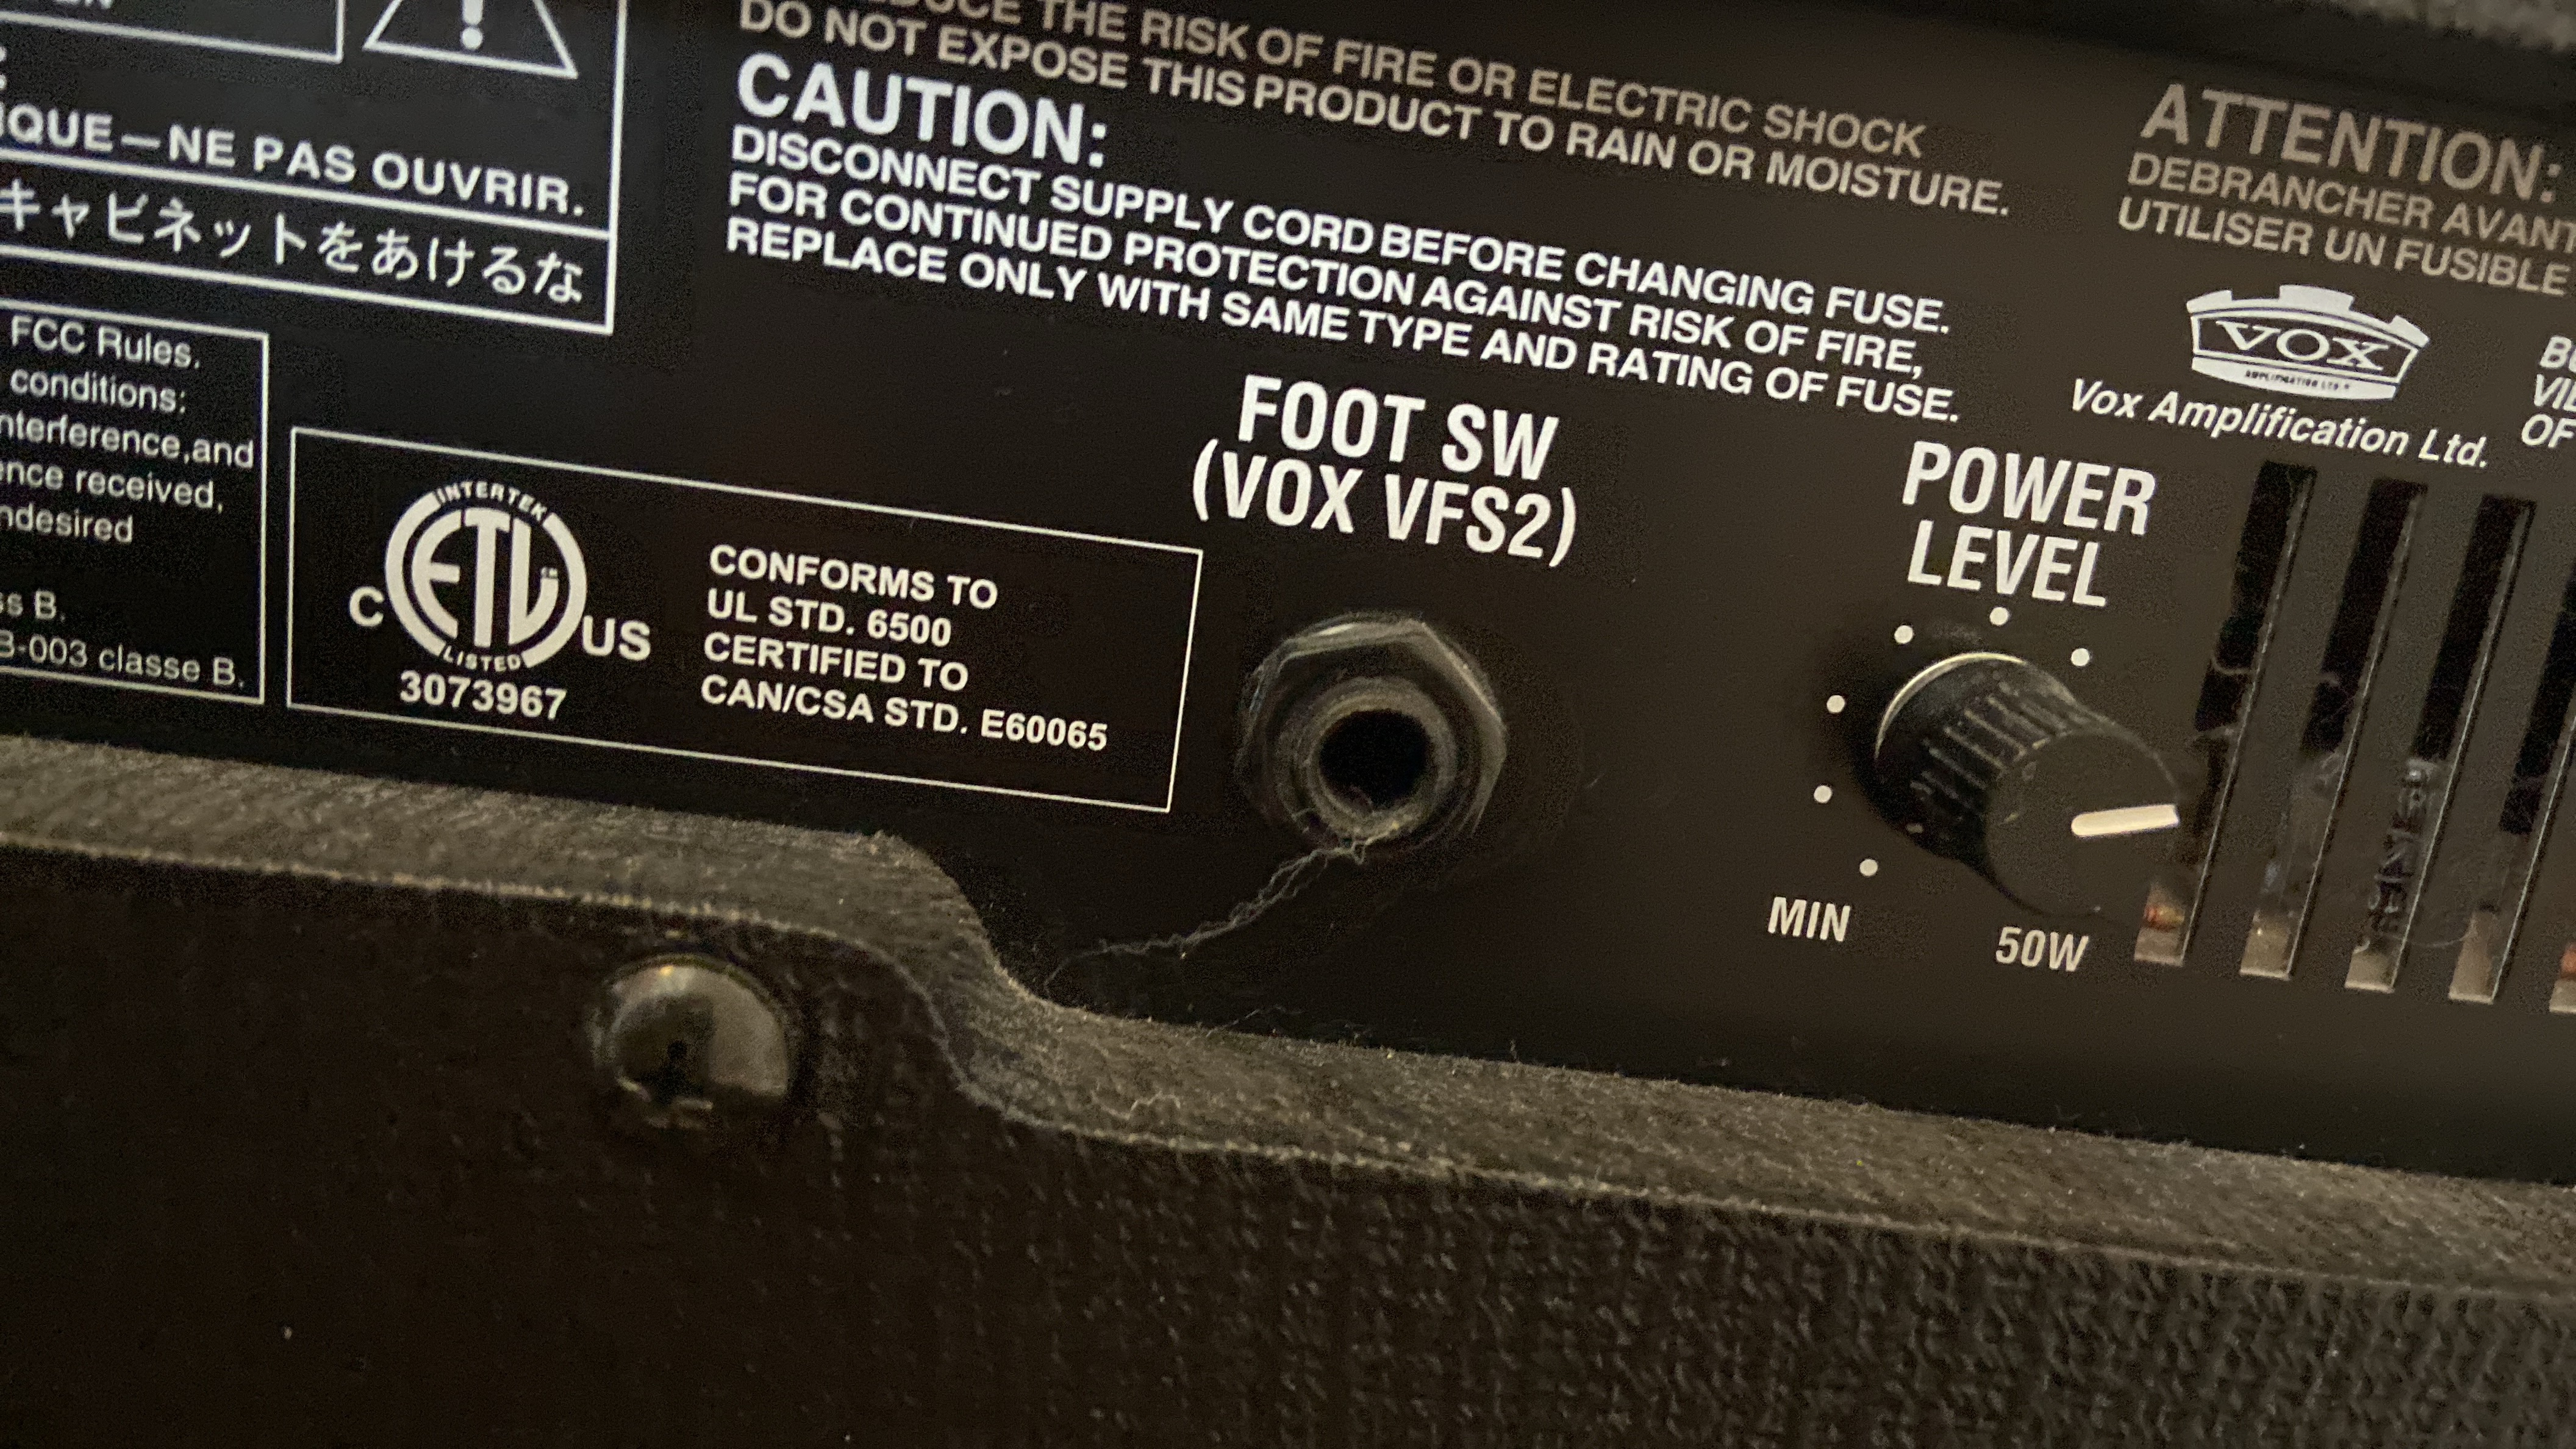 QUE—NE PAS OUVRIR.
キャビネットをあけるな
FCC Rules.
conditions:
and
received,
ss B.
B-003 classe B.
INTERTEK
C ETL US
LISTED
3073967
CONFORMS TO
UL STD. 6500
CERTIFIED TO
CAN/CSA STD. E60065
THE RISK OF FIRE OR ELECTRIC SHOCK
DO NOT EXPOSE THIS PRODUCT TO RAIN OR MOISTURE.
CAUTION:
DISCONNECT SUPPLY CORD BEFORE CHANGING FUSE.
FOR CONTINUED PROTECTION AGAINST RISK OF FIRE,
REPLACE ONLY WITH SAME TYPE AND RATING OF FUSE.
FOOT SW
(VOX VFS2)
ATTENTION:
DEBRANCHER AVANT
UTILISER UN FUSIBLE
VOX
Vox Amplification Ltd.
OF
POWER
LEVEL
MIN
50W